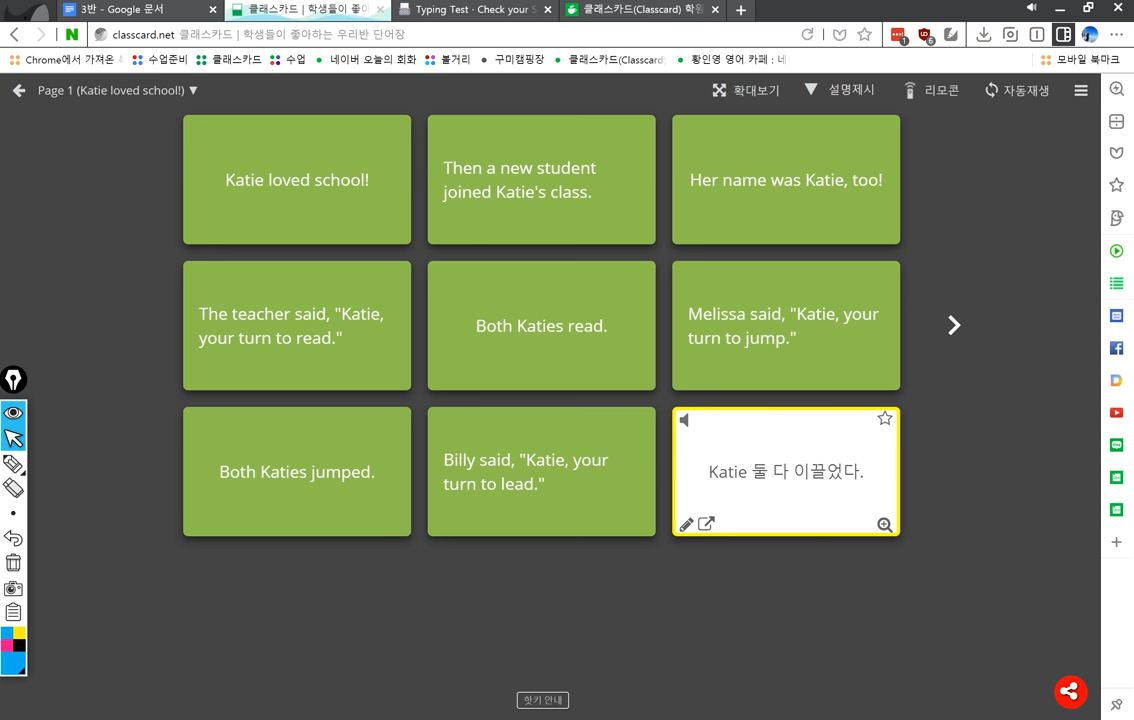 3반 - Google 문서
클래스카드 | 학생들이 좋아
Typing Test · Check your S
클래스카드(Classcard) 학원
N
classcard.net 클래스카드 | 학생들이 좋아하는 우리반 단어장
1
6
Chrome에서 가져온
수업준비
클래스카드
수업
네이버 오늘의 회화
볼거리
구미캠핑장
클래스카드(Classcard)
황인영 영어 카페 : 네
모바일 북마크
Page 1 (Katie loved school!) ▼
확대보기
설명제시
리모콘
자동재생
Katie loved school!
Then a new student
joined Katie's class.
Her name was Katie, too!
The teacher said, "Katie,
your turn to read."
Both Katies read.
Melissa said, "Katie, your
turn to jump."
Both Katies jumped.
Billy said, "Katie, your
turn to lead."
Katie 둘 다 이끌었다.
핫키 안내